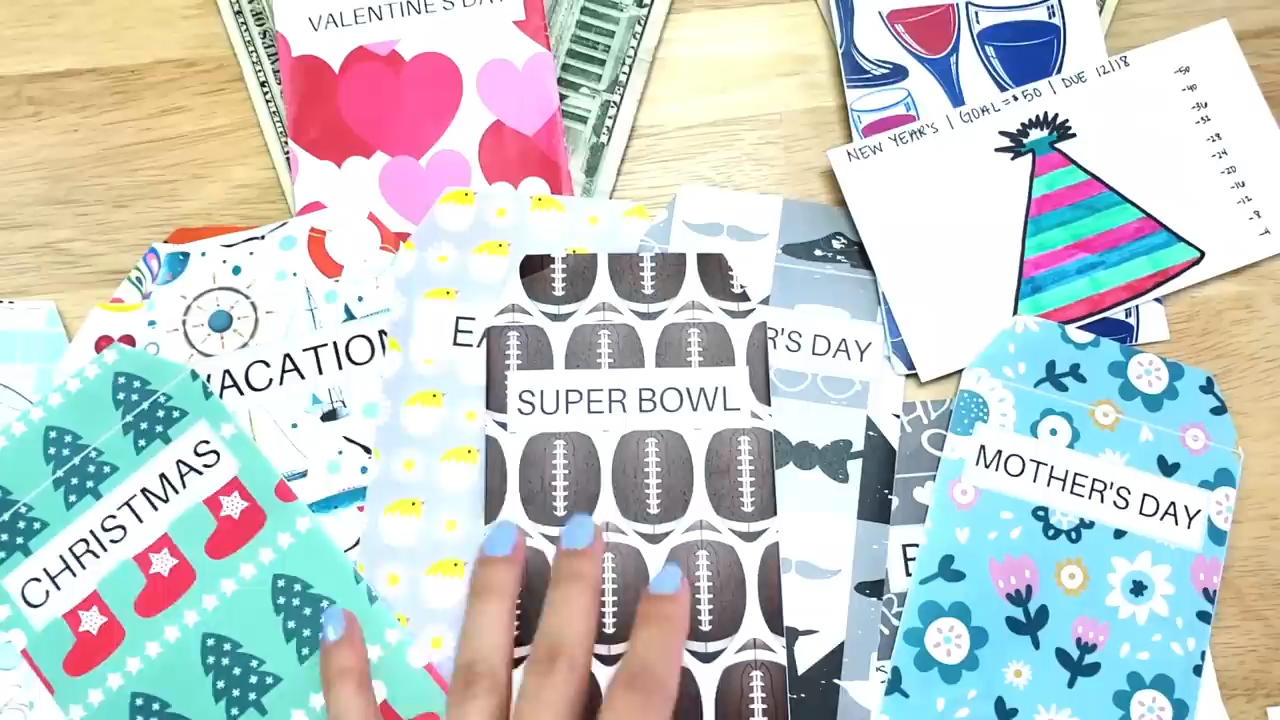 VALENTINE'S DAY
NEW YEAR'S | GOAL = $50 | DUE 12/18
-50
-40
-36
-32
-28
-24
-20
-16
-12
-8
VACATION
EA
SUPER BOWL
R'S DAY
CHRISTMAS
MOTHER'S DAY